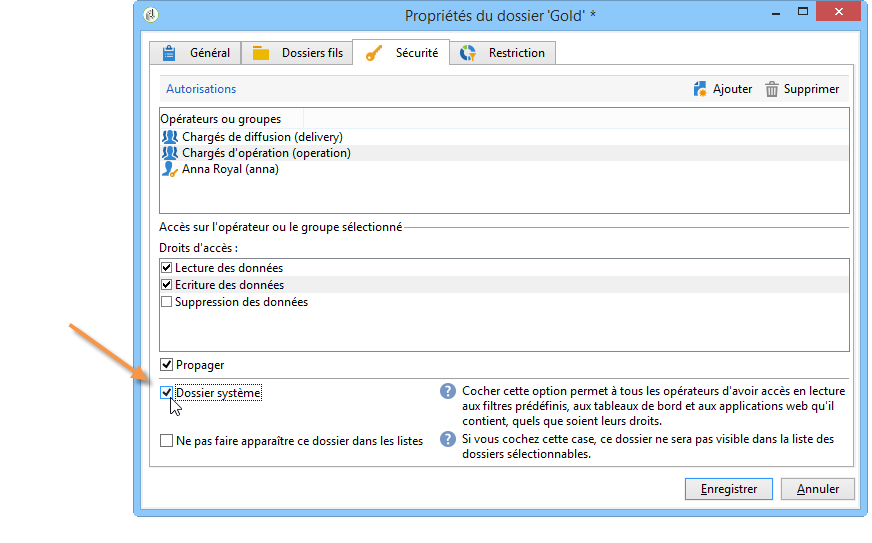 Propriétés du dossier 'Gold' *
Général
Dossiers fils
Sécurité
Restriction
Autorisations
Ajouter
Supprimer
Opérateurs ou groupes
Chargés de diffusion (delivery)
Chargés d'opération (operation)
Anna Royal (anna)
Accès sur l'opérateur ou le groupe sélectionné
Droits d'accès :
Lecture des données
Ecriture des données
Suppression des données
Propager
Dossier système
Cocher cette option permet à tous les opérateurs d'avoir accès en lecture
aux filtres prédéfinis, aux tableaux de bord et aux applications web qu'il
contient, quels que soient leurs droits.
Ne pas faire apparaître ce dossier dans les listes
Si vous cochez cette case, ce dossier ne sera pas visible dans la liste des
dossiers sélectionnables.
Enregistrer
Annuler